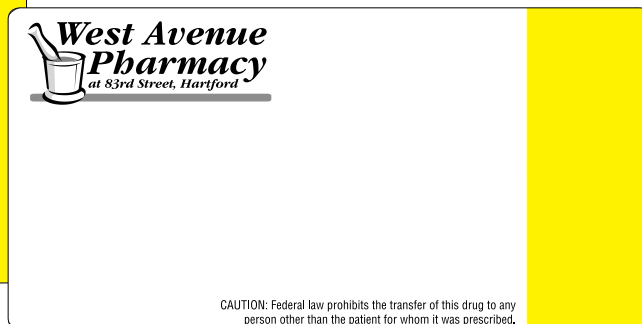 West Avenue
Pharmacy
at 83rd Street, Hartford
CAUTION: Federal law prohibits the transfer of this drug to any
person other than the patient for whom it was prescribed.